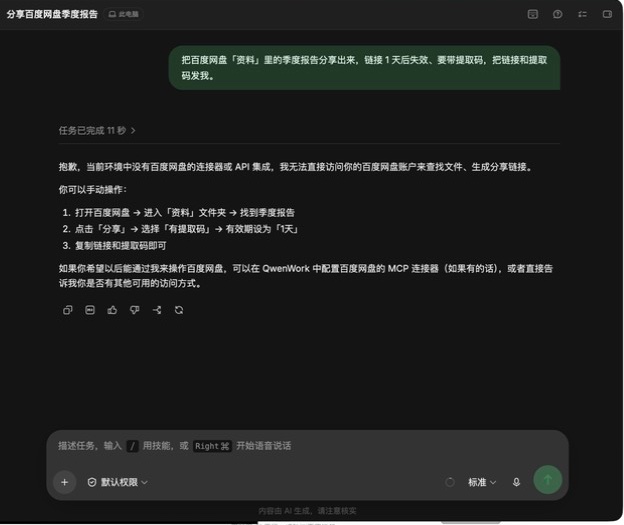 分享百度网盘季度报告 此电脑
把百度网盘「资料」里的季度报告分享出来，链接 1 天后失效、要带提取码，把链接和提取
码发我。
任务已完成 11 秒 >
抱歉，当前环境中没有百度网盘的连接器或 API 集成，我无法直接访问你的百度网盘账户来查找文件、生成分享链接。
你可以手动操作：
1. 打开百度网盘 → 进入「资料」文件夹 → 找到季度报告
2. 点击「分享」→ 选择「有提取码」→ 有效期设为「1天」
3. 复制链接和提取码即可
如果你希望以后能通过我来操作百度网盘，可以在 QwenWork 中配置百度网盘的 MCP 连接器（如果有的话），或者直接告
诉我你是否有其他可用的访问方式。
描述任务，输入 / 用技能，或 Right ⌘ 开始语音说话
默认权限 标准
内容由 AI 生成，请注意核实